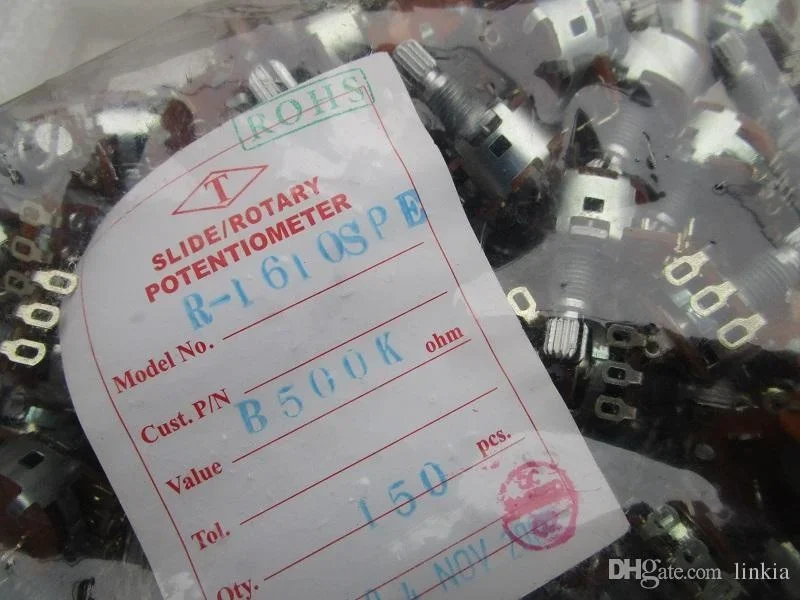 ROHS
T
SLIDE/ROTARY
POTENTIOMETER
R-1610SPE
Model No.
Cust. P/N
B500K ohm
Value
Tol.
150 pcs.
Qty.
4 NOV
DHgate.com linkia